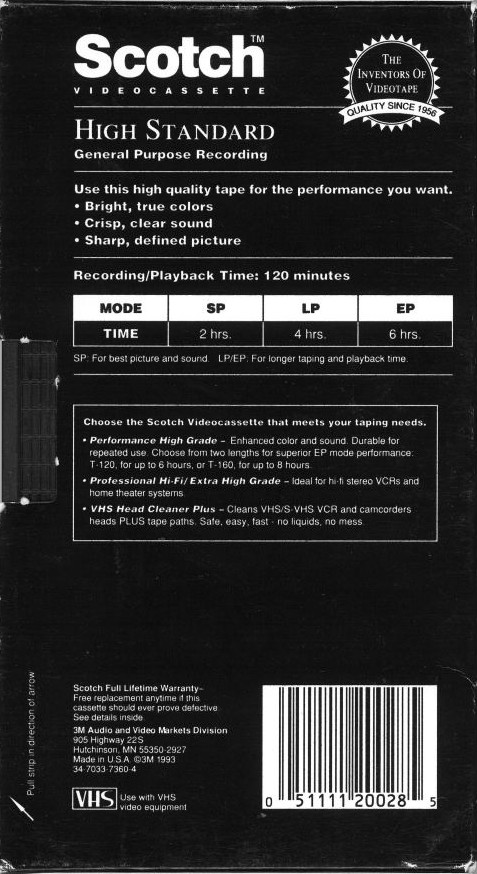 Scotch™
VIDEOCASSETTE
THE
INVENTORS OF
VIDEOTAPE
QUALITY SINCE 1956
HIGH STANDARD
General Purpose Recording
Use this high quality tape for the performance you want.
• Bright, true colors
• Crisp, clear sound
• Sharp, defined picture
Recording/Playback Time: 120 minutes
MODE SP LP EP
TIME 2 hrs. 4 hrs. 6 hrs.
SP: For best picture and sound. LP/EP: For longer taping and playback time.
Choose the Scotch Videocassette that meets your taping needs.
• Performance High Grade – Enhanced color and sound. Durable for
repeated use. Choose from two lengths for superior EP mode performance:
T-120, for up to 6 hours, or T-160, for up to 8 hours.
• Professional Hi-Fi/Extra High Grade – Ideal for hi-fi stereo VCRs and
home theater systems.
• VHS Head Cleaner Plus – Cleans VHS/S-VHS VCR and camcorders
heads PLUS tape paths. Safe, easy, fast - no liquids, no mess.
Pull strip in direction of arrow
Scotch Full Lifetime Warranty–
Free replacement anytime if this
cassette should ever prove defective.
See details inside.
3M Audio and Video Markets Division
905 Highway 22S
Hutchinson, MN 55350-2927
Made in U.S.A. ©3M 1993
34-7033-7360-4
VHS Use with VHS
video equipment
0 51111 20028 5